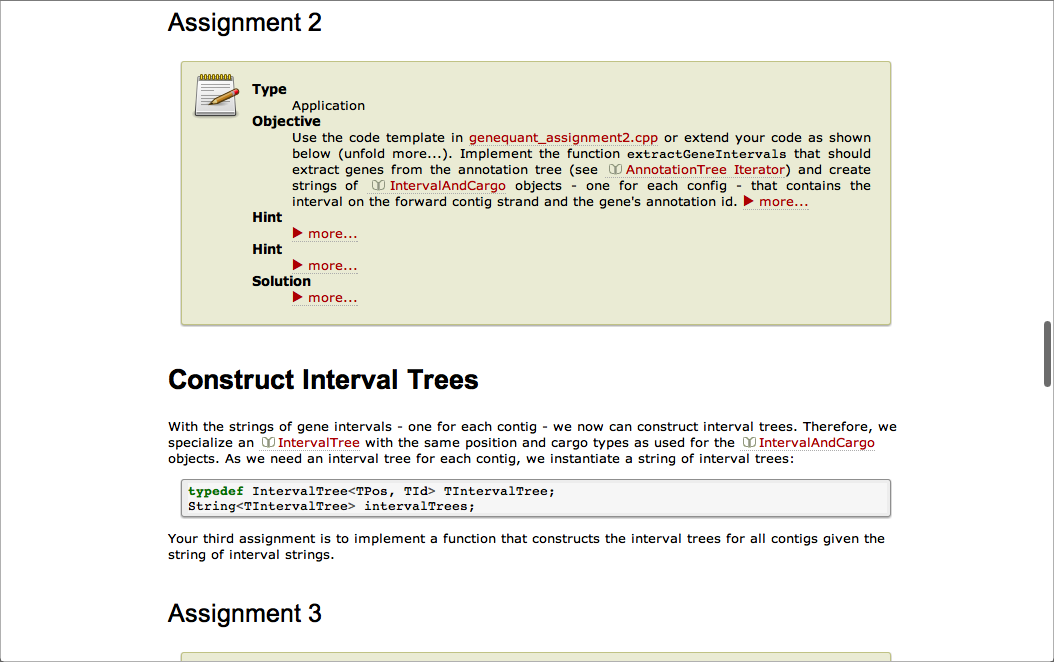 Assignment 2
Type
Application
Objective
Use the code template in genequant_assignment2.cpp or extend your code as shown
below (unfold more...). Implement the function extractGeneIntervals that should
extract genes from the annotation tree (see AnnotationTree Iterator) and create
strings of IntervalAndCargo objects - one for each config - that contains the
interval on the forward contig strand and the gene's annotation id. ▶ more...
Hint
▶ more...
Hint
▶ more...
Solution
▶ more...
Construct Interval Trees
With the strings of gene intervals - one for each contig - we now can construct interval trees. Therefore, we
specialize an IntervalTree with the same position and cargo types as used for the IntervalAndCargo
objects. As we need an interval tree for each contig, we instantiate a string of interval trees:
typedef IntervalTree<TPos, TId> TIntervalTree;
String<TIntervalTree> intervalTrees;
Your third assignment is to implement a function that constructs the interval trees for all contigs given the
string of interval strings.
Assignment 3